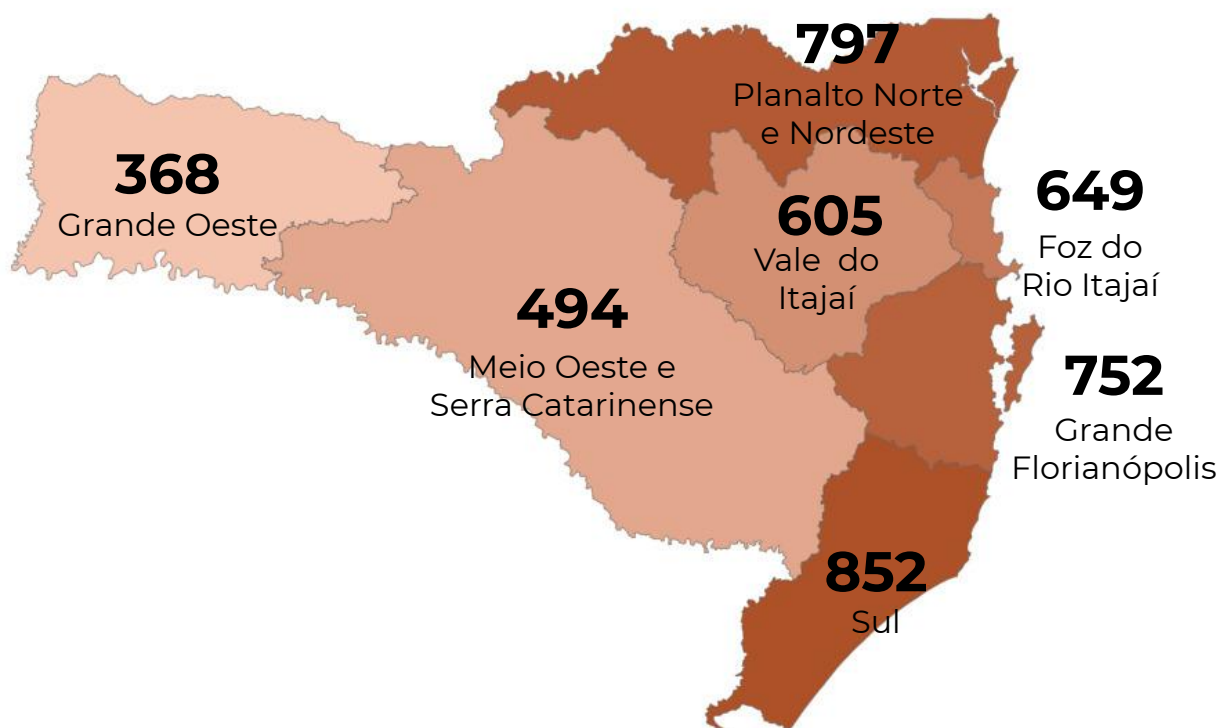 797
Planalto Norte
e Nordeste
368
Grande Oeste
605
Vale do
Itajaí
649
Foz do
Rio Itajaí
494
Meio Oeste e
Serra Catarinense
752
Grande
Florianópolis
852
Sul